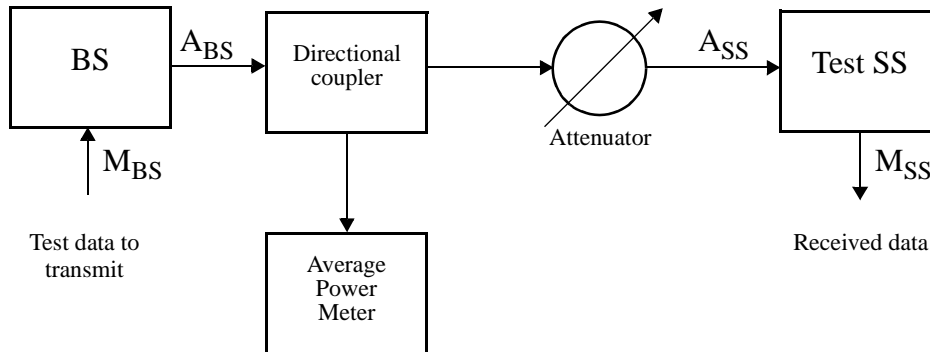 BS
A_BS
Directional
coupler
A_SS
Test SS
Attenuator
M_BS
M_SS
Test data to
transmit
Received data
Average
Power
Meter